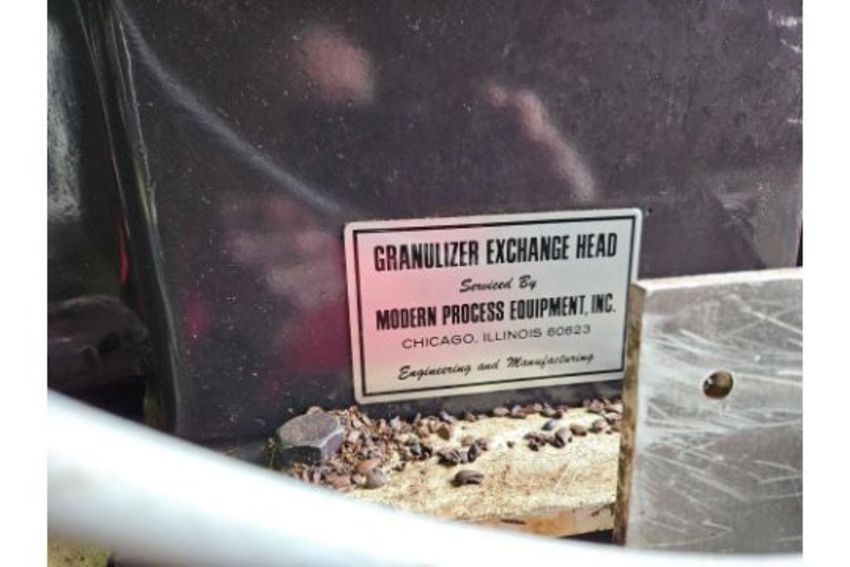 GRANULIZER EXCHANGE HEAD
Serviced By
MODERN PROCESS EQUIPMENT, INC.
CHICAGO, ILLINOIS 60623
Engineering and Manufacturing